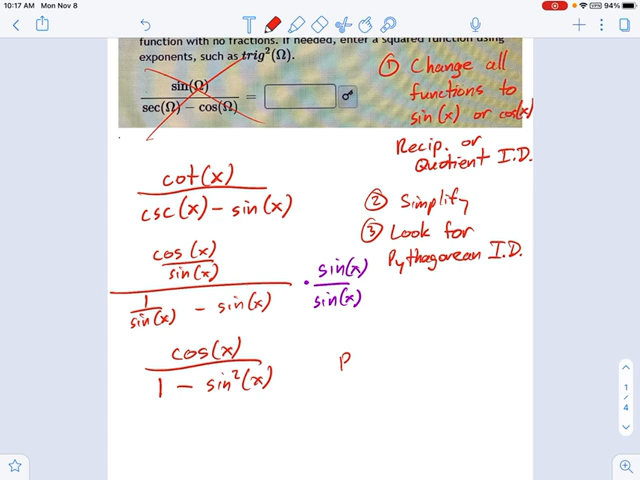 10:17 AM Mon Nov 8
94%
function with no fractions. If needed, enter a squared function using
exponents, such as trig²(Ω).
sin(Ω)
sec(Ω) − cos(Ω)
=
σ⁶
① Change all
functions to
sin(x) or cos(x)
Recip. or
Quotient I.D.
② Simplify
③ Look for
Pythagorean I.D.
cot(x)
csc(x) − sin(x)
cos(x)
sin(x)
1
sin(x) − sin(x)
· sin(x)
sin(x)
cos(x)
1 − sin²(x)
P
1
/
4